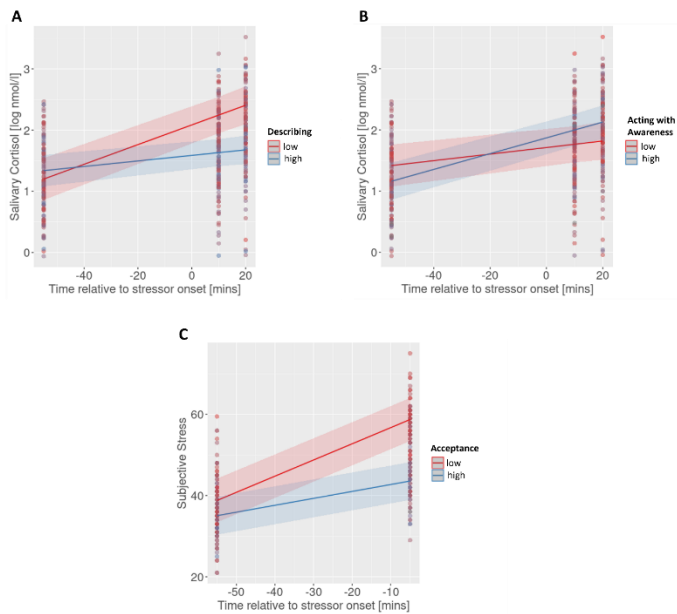 A
Salivary Cortisol [log nmol/l]
3
2
1
0
-40
-20
0
20
Time relative to stressor onset [mins]
Describing
low
high
B
Salivary Cortisol [log nmol/l]
3
2
1
0
-40
-20
0
20
Time relative to stressor onset [mins]
Acting with
Awareness
low
high
C
Subjective Stress
60
40
20
-50
-40
-30
-20
-10
Time relative to stressor onset [mins]
Acceptance
low
high